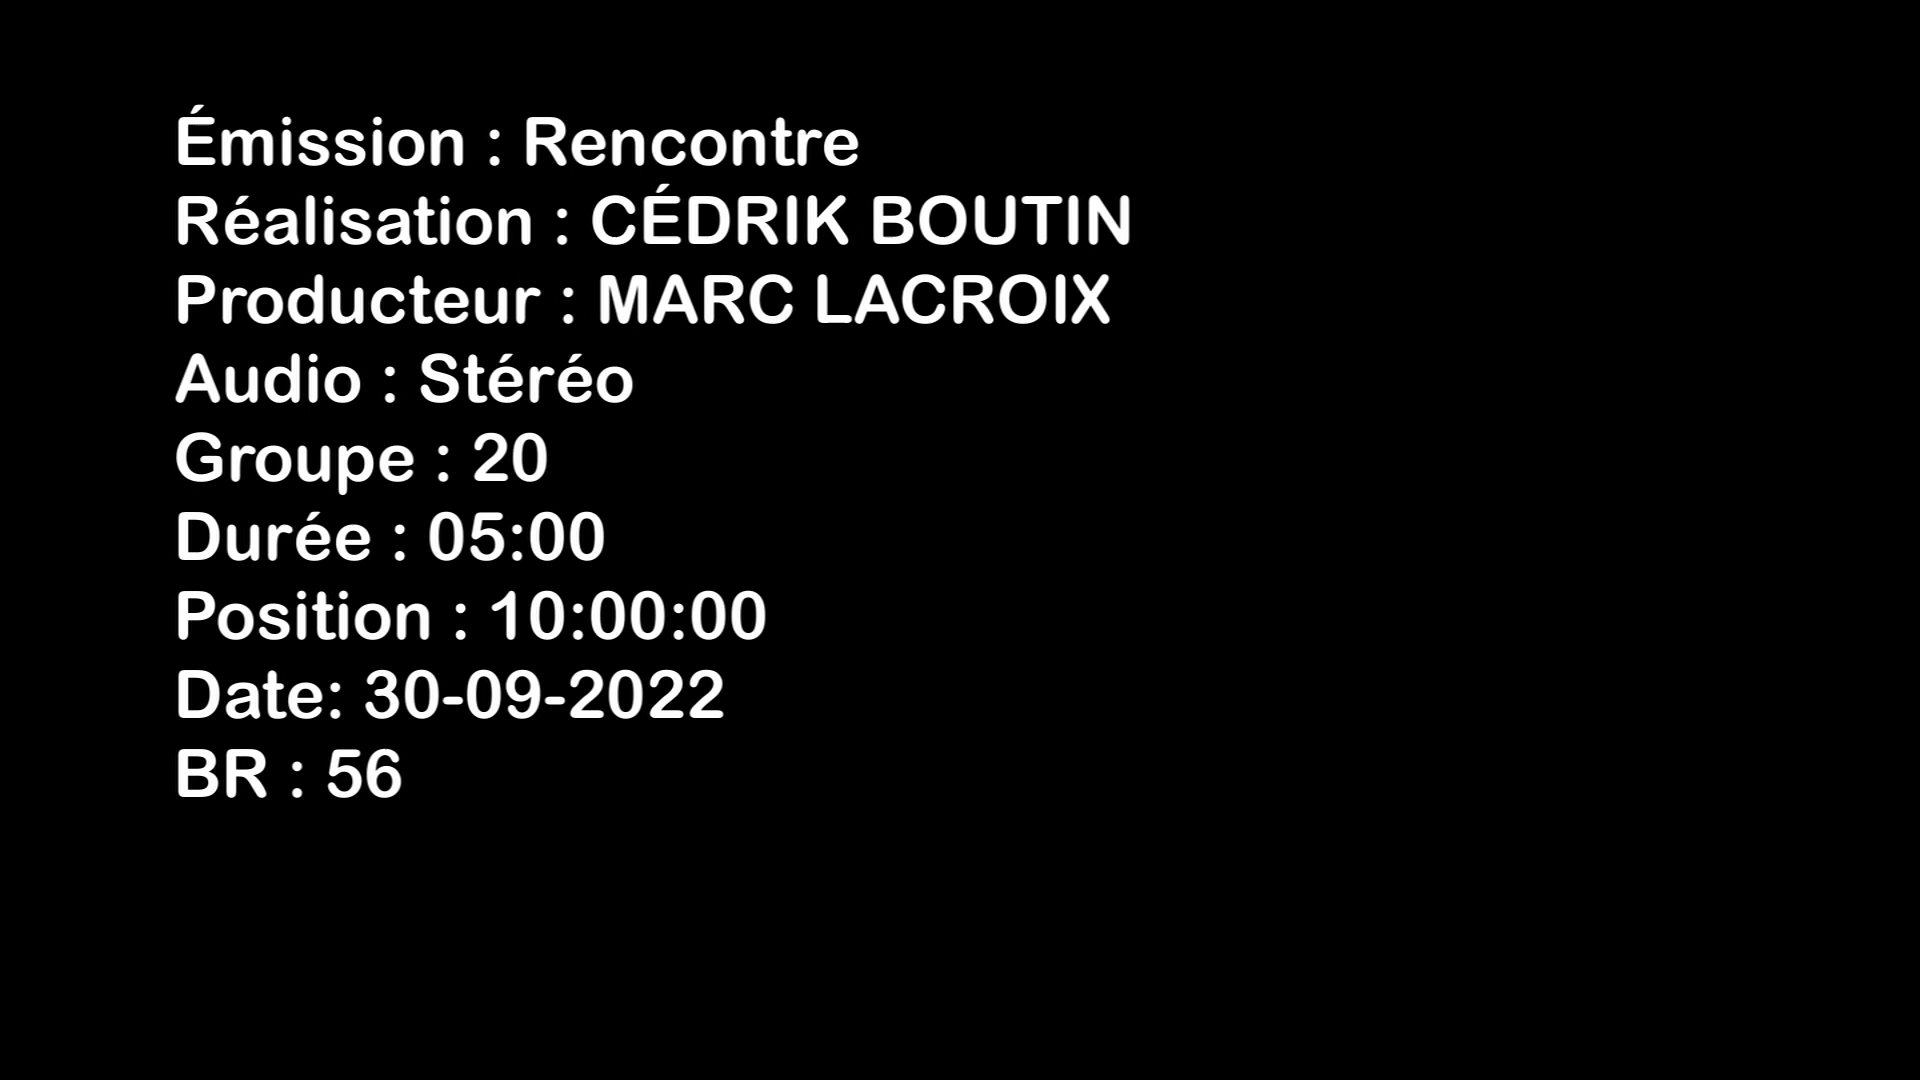 Émission : Rencontre
Réalisation : CÉDRIK BOUTIN
Producteur : MARC LACROIX
Audio : Stéréo
Groupe : 20
Durée : 05:00
Position : 10:00:00
Date: 30-09-2022
BR : 56